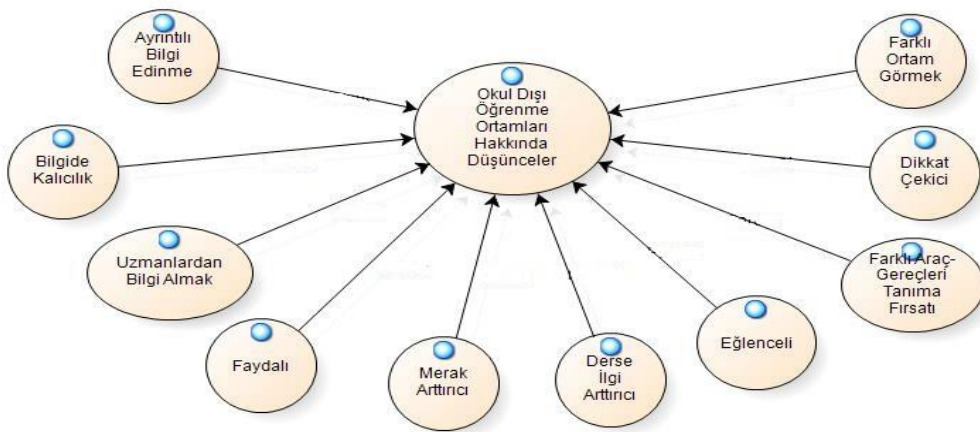 Ayrıntılı
Bilgi
Edinme
Farklı
Ortam
Görmek
Okul Dışı
Öğrenme
Ortamları
Hakkında
Düşünceler
Bilgide
Kalıcılık
Dikkat
Çekici
Uzmanlardan
Bilgi Almak
Farklı Araç-
Gereçleri
Tanıma
Fırsatı
Faydalı
Merak
Arttırıcı
Derse
İlgi
Arttırıcı
Eğlenceli